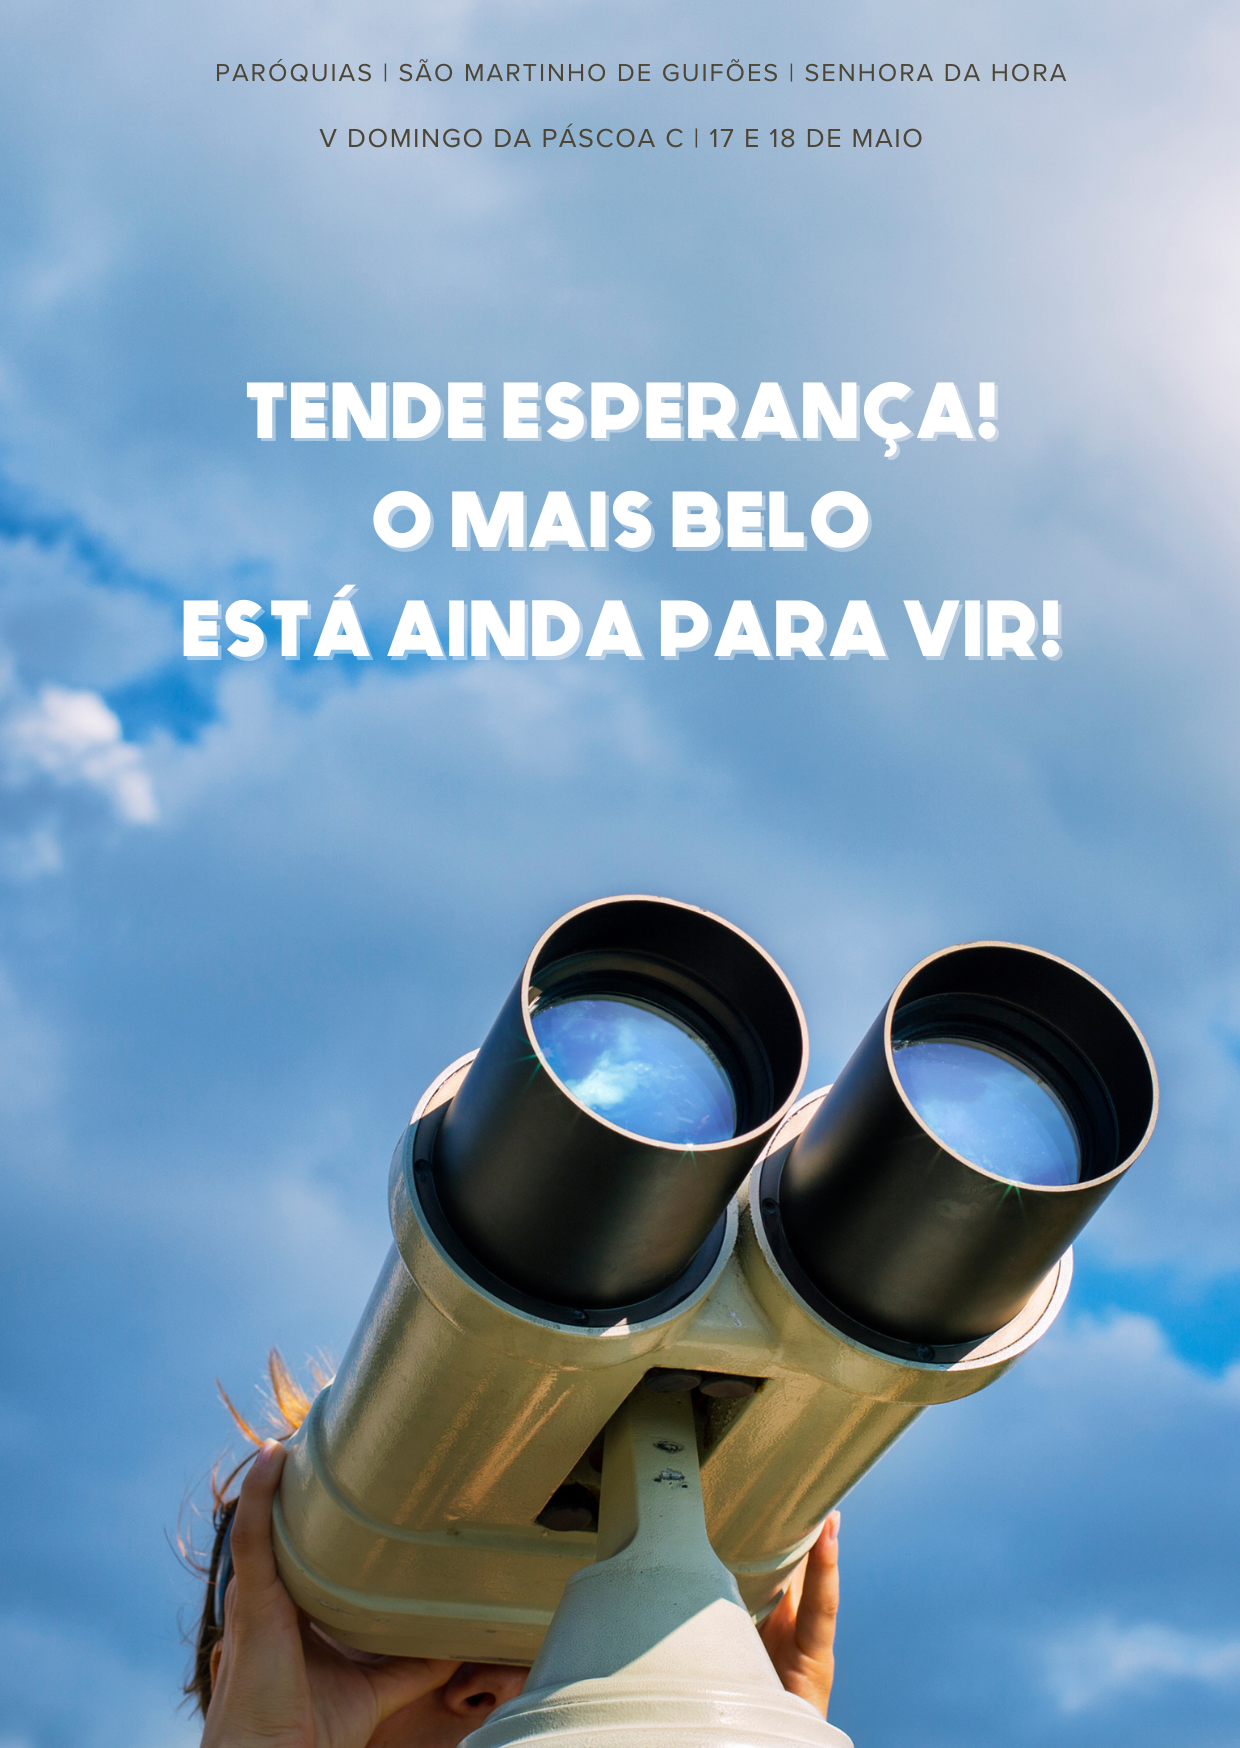 PARÓQUIAS | SÃO MARTINHO DE GUIFÕES | SENHORA DA HORA
V DOMINGO DA PÁSCOA C | 17 E 18 DE MAIO
TENDE ESPERANÇA!
O MAIS BELO
ESTÁ AINDA PARA VIR!